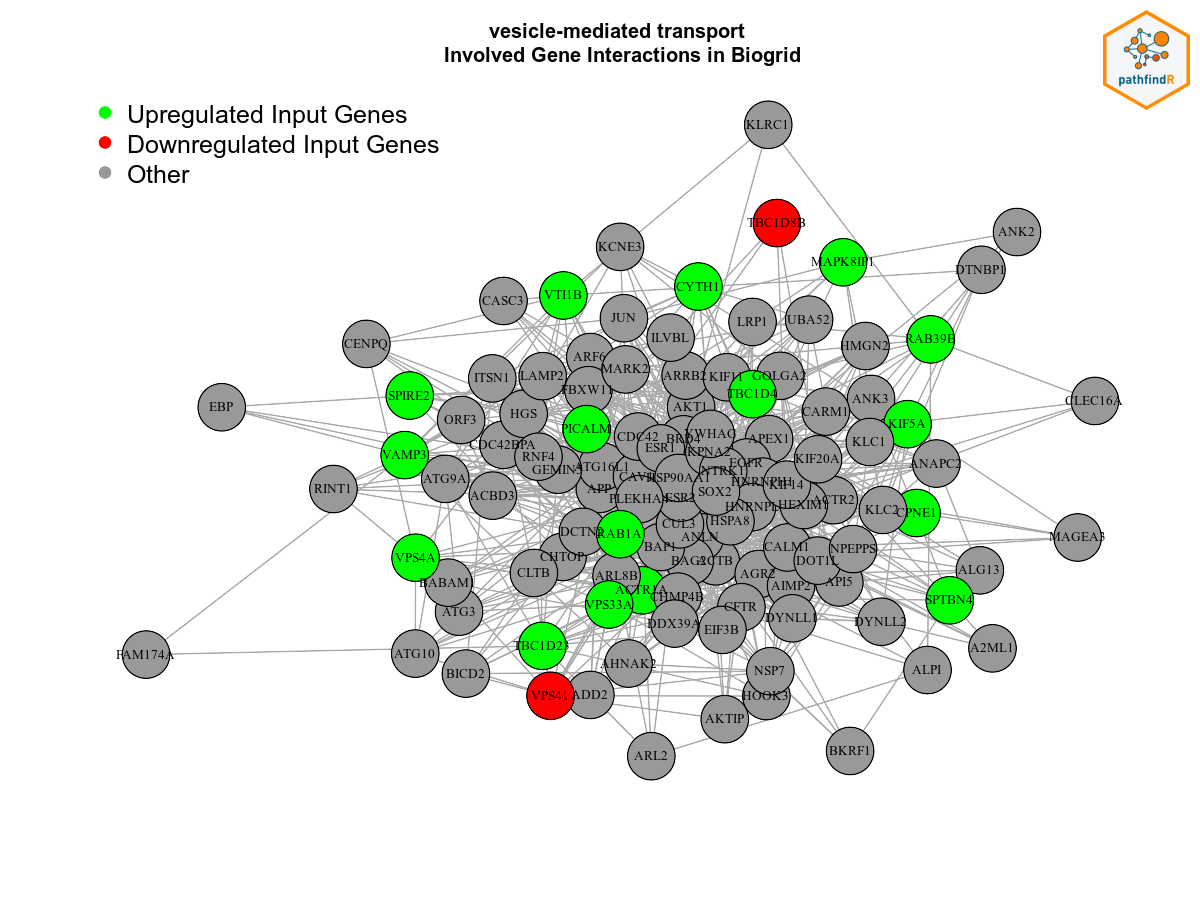 vesicle-mediated transport
Involved Gene Interactions in Biogrid
pathfindR
Upregulated Input Genes
Downregulated Input Genes
Other
KLRC1
TBC1D8B
ANK2
KCNE3
MAPK8IP1
DTNBP1
CYTH1
VTI1B
CASC3
JUN
LRP1
UBA52
ILVBL
RAB39B
CENPQ
HMGN2
ARF6
MARK2
ARRB2
KIF11
GOLGA2
ITSN1
LAMP2
FBXW11
TBC1D4
SPIRE2
ANK3
CLEC16A
EBP
AKT1
CARM1
HGS
ORF3
KIF5A
PICALM
YWHAG
CDC42
BRD4
APEX1
KLC1
CDC42BPA
ESR1
KPNA2
VAMP3
RNF4
EGFR
KIF20A
ANAPC2
ATG16L1
GEMIN5
NTRK1
CAV1
HSP90AA1
ATG9A
HNRNPH1
KIF14
RINT1
APP
ACBD3
SOX2
PLEKHA4
ESR2
ACTR2
HNRNPL
HEXIM1
KLC2
CPNE1
HSPA8
CUL3
DCTN2
RAB1A
ANLN
MAGEA3
BAP1
CALM1
NPEPPS
CHTOP
VPS4A
BAG2
ACTB
DOT1L
CLTB
ARL8B
AGR2
ALG13
BABAM1
API5
AIMP2
ACTR1A
CHMP4B
SPTBN4
VPS33A
CFTR
ATG3
DYNLL1
DDX39A
EIF3B
DYNLL2
TBC1D23
A2ML1
FAM174A
ATG10
AHNAK2
BICD2
NSP7
ALPI
VPS41
ADD2
HOOK3
AKTIP
BKRF1
ARL2